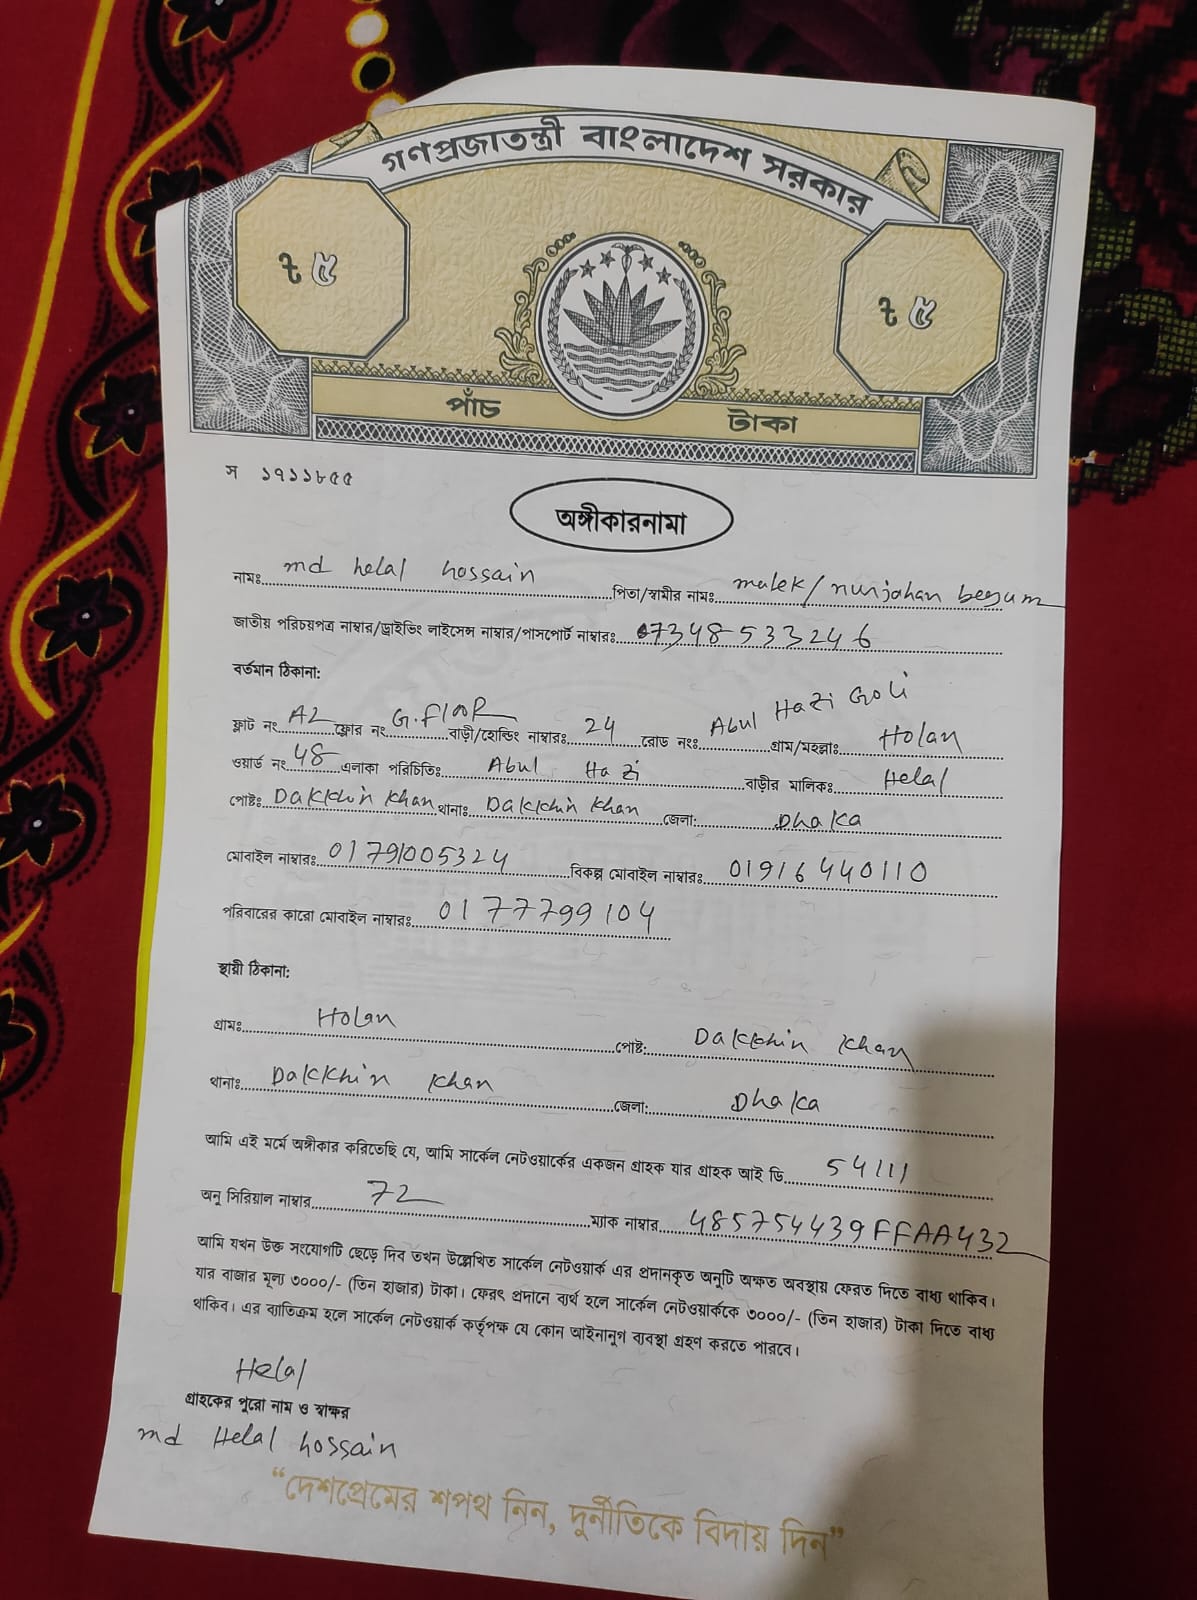 গণপ্রজাতন্ত্রী বাংলাদেশ সরকার
৳ ৫ ৳ ৫
পাঁচ টাকা
স ১৭১১৮৫৫
অঙ্গীকারনামা
নামঃ md helal hossain পিতা/স্বামীর নামঃ malek/nurjahan begum
জাতীয় পরিচয়পত্র নাম্বার/ড্রাইভিং লাইসেন্স নাম্বার/পাসপোর্ট নাম্বারঃ 7348533246
বর্তমান ঠিকানা:
ফ্লাট নং A2 ফ্লোর নং G.FlooR বাড়ী/হোল্ডিং নাম্বারঃ 24 রোড নংঃ Abul Hazi Goli গ্রাম/মহল্লাঃ Holan
ওয়ার্ড নং 48 এলাকা পরিচিতিঃ Abul Hazi বাড়ীর মালিকঃ Helal
পোষ্টঃ Dakkhin khan থানাঃ Dakkhin khan জেলা: Dhaka
মোবাইল নাম্বারঃ 01791005324 বিকল্প মোবাইল নাম্বারঃ 01916440110
পরিবারের কারো মোবাইল নাম্বারঃ 0177799104
স্থায়ী ঠিকানা:
গ্রামঃ Holan পোষ্ট: Dakkhin khan
থানাঃ Dakkhin khan জেলা: Dhaka
আমি এই মর্মে অঙ্গীকার করিতেছি যে, আমি সার্কেল নেটওয়ার্কের একজন গ্রাহক যার গ্রাহক আই ডি 54111
অনু সিরিয়াল নাম্বার 72 ম্যাক নাম্বার 485754439FFAA432
আমি যখন উক্ত সংযোগটি ছেড়ে দিব তখন উল্লেখিত সার্কেল নেটওয়ার্ক এর প্রদানকৃত অনুটি অক্ষত অবস্থায় ফেরত দিতে বাধ্য থাকিব।
যার বাজার মূল্য ৩০০০/- (তিন হাজার) টাকা। ফেরৎ প্রদানে ব্যর্থ হলে সার্কেল নেটওয়ার্ককে ৩০০০/- (তিন হাজার) টাকা দিতে বাধ্য
থাকিব। এর ব্যাতিক্রম হলে সার্কেল নেটওয়ার্ক কর্তৃপক্ষ যে কোন আইনানুগ ব্যবস্থা গ্রহণ করতে পারবে।
Helal
গ্রাহকের পুরো নাম ও স্বাক্ষর
md Helal hossain
“দেশপ্রেমের শপথ নিন, দুর্নীতিকে বিদায় দিন”